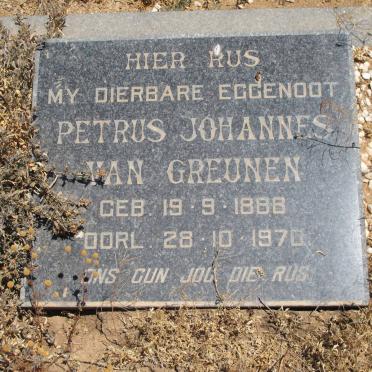 HIER RUS
MY DIERBARE EGGENOOT
PETRUS JOHANNES
VAN GREUNEN
GEB. 19·9·1888
OORL. 28·10·1970
ONS GUN JOU DIE RUS